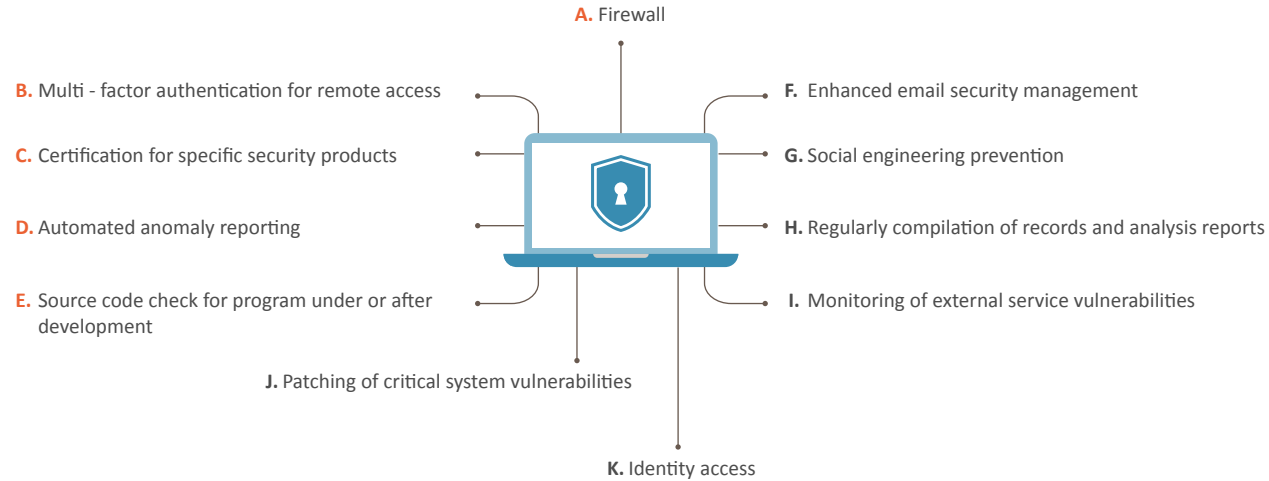 A. Firewall
B. Multi - factor authentication for remote access
C. Certification for specific security products
D. Automated anomaly reporting
E. Source code check for program under or after
development
F. Enhanced email security management
G. Social engineering prevention
H. Regularly compilation of records and analysis reports
I. Monitoring of external service vulnerabilities
J. Patching of critical system vulnerabilities
K. Identity access